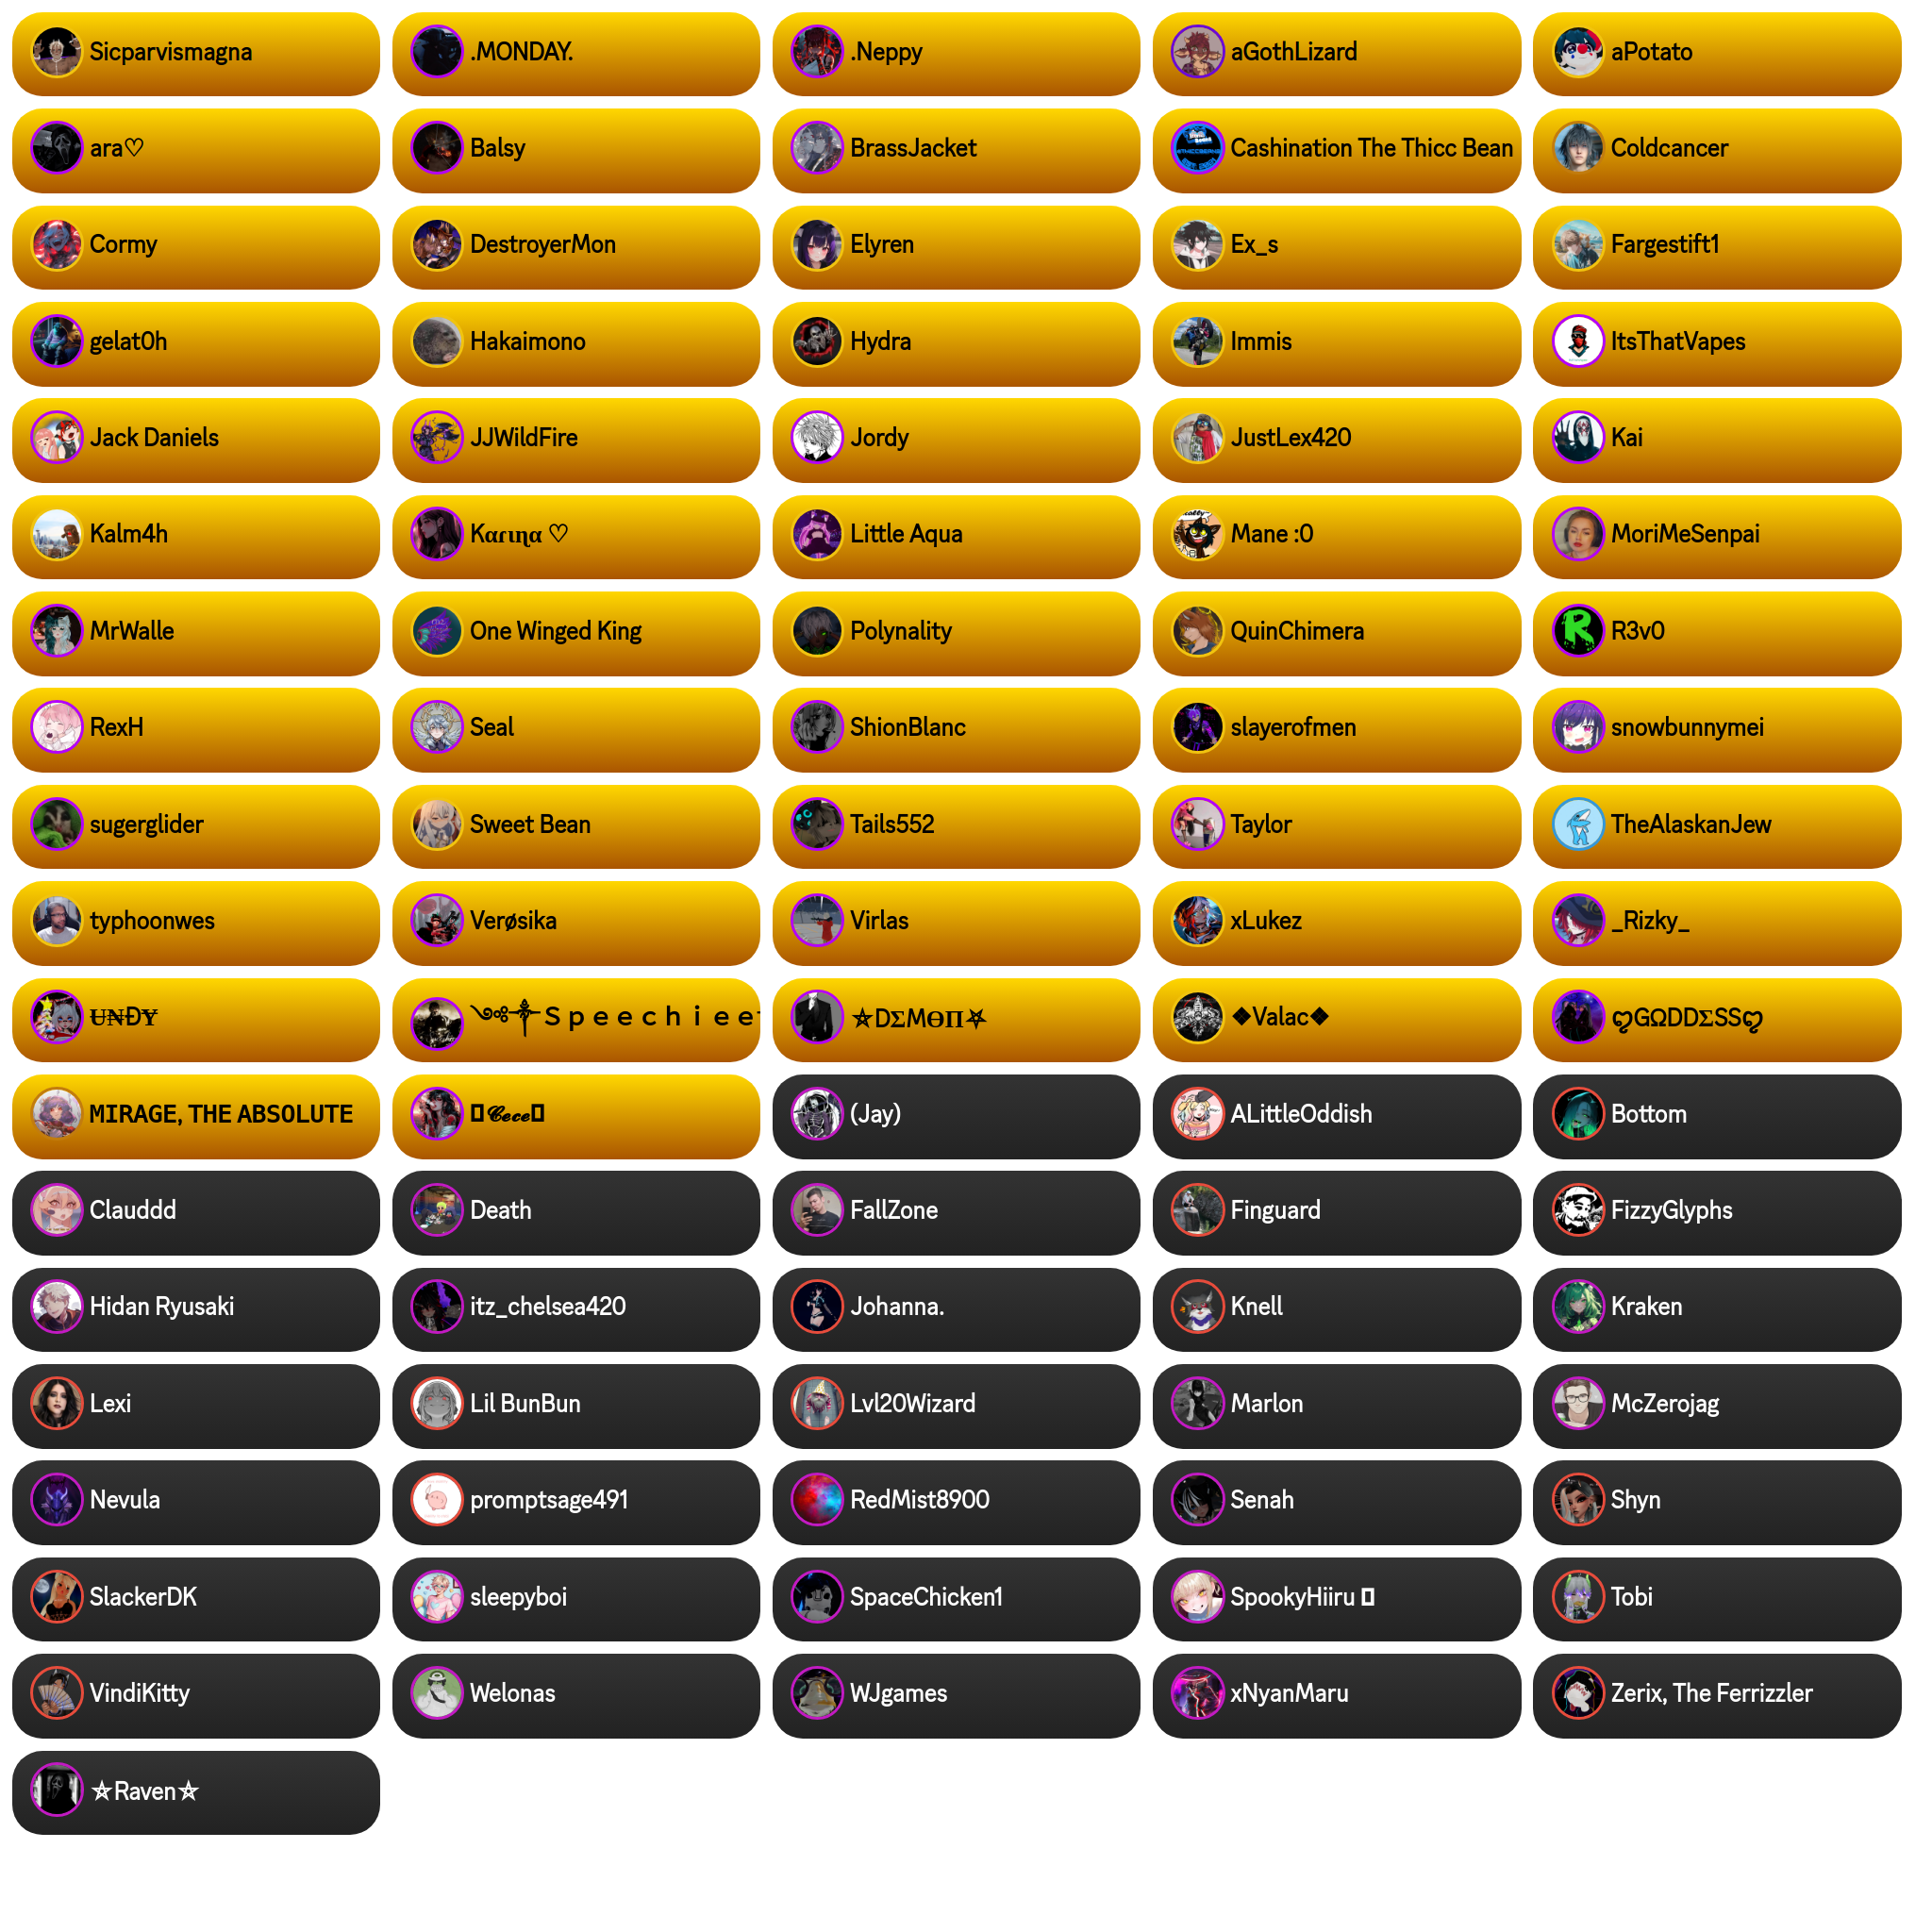 Sicparvismagna
.MONDAY.
.Neppy
aGothLizard
aPotato
ara♡
Balsy
BrassJacket
Cashination The Thicc Bean
Coldcancer
Cormy
DestroyerMon
Elyren
Ex_s
Fargestift1
gelat0h
Hakaimono
Hydra
Immis
ItsThatVapes
Jack Daniels
JJWildFire
Jordy
JustLex420
Kai
Kalm4h
Kαɾιɳα ♡
Little Aqua
Mane :0
MoriMeSenpai
MrWalle
One Winged King
Polynality
QuinChimera
R3v0
RexH
Seal
ShionBlanc
slayerofmen
snowbunnymei
sugerglider
Sweet Bean
Tails552
Taylor
TheAlaskanJew
typhoonwes
Verøsika
Virlas
xLukez
_Rizky_
U̶N̶ĐY̶
༺༒Ｓｐｅｅｃｈｉｅｅ
⛥DΣMӨΠ⛧
❖Valac❖
ღGΩDDΣSSღ
MIRAGE, THE ABSOLUTE
𝓒𝓮𝓬𝓮
(Jay)
ALittleOddish
Bottom
Clauddd
Death
FallZone
Finguard
FizzyGlyphs
Hidan Ryusaki
itz_chelsea420
Johanna.
Knell
Kraken
Lexi
Lil BunBun
Lvl20Wizard
Marlon
McZerojag
Nevula
promptsage491
RedMist8900
Senah
Shyn
SlackerDK
sleepyboi
SpaceChicken1
SpookyHiiru
Tobi
VindiKitty
Welonas
WJgames
xNyanMaru
Zerix, The Ferrizzler
⛥Raven⛥